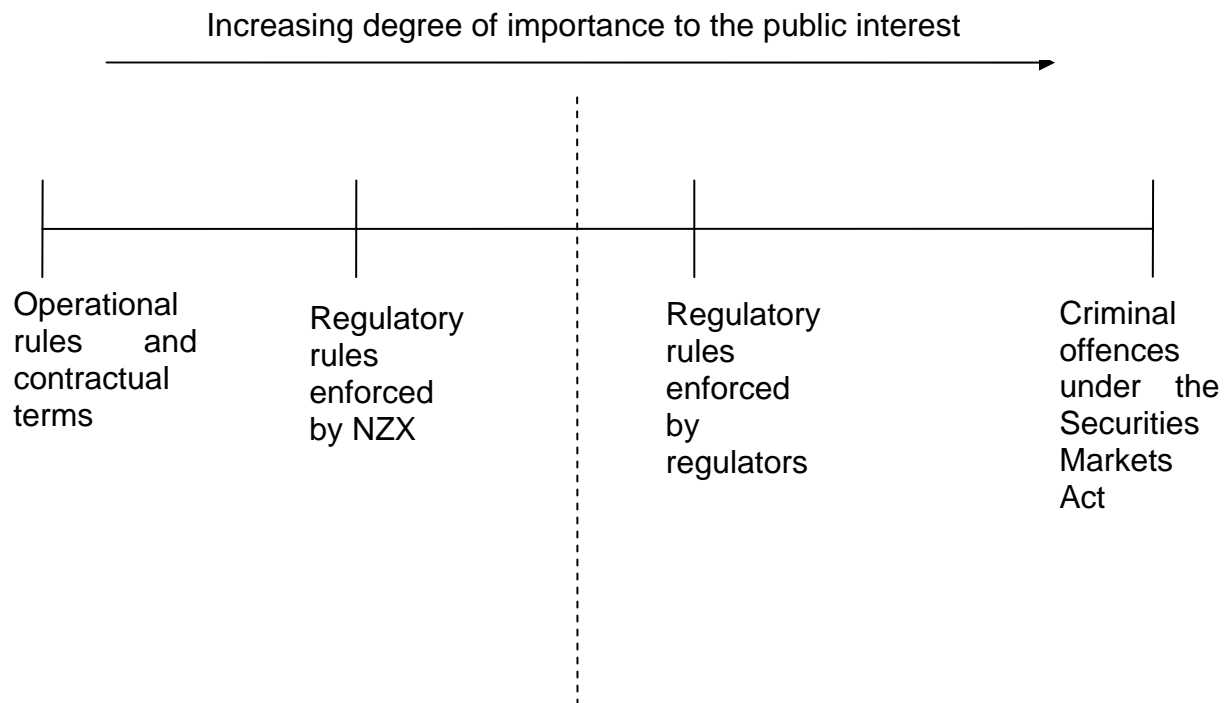 Increasing degree of importance to the public interest
Operational
rules and
contractual
terms
Regulatory
rules
enforced
by NZX
Regulatory
rules
enforced
by
regulators
Criminal
offences
under the
Securities
Markets
Act